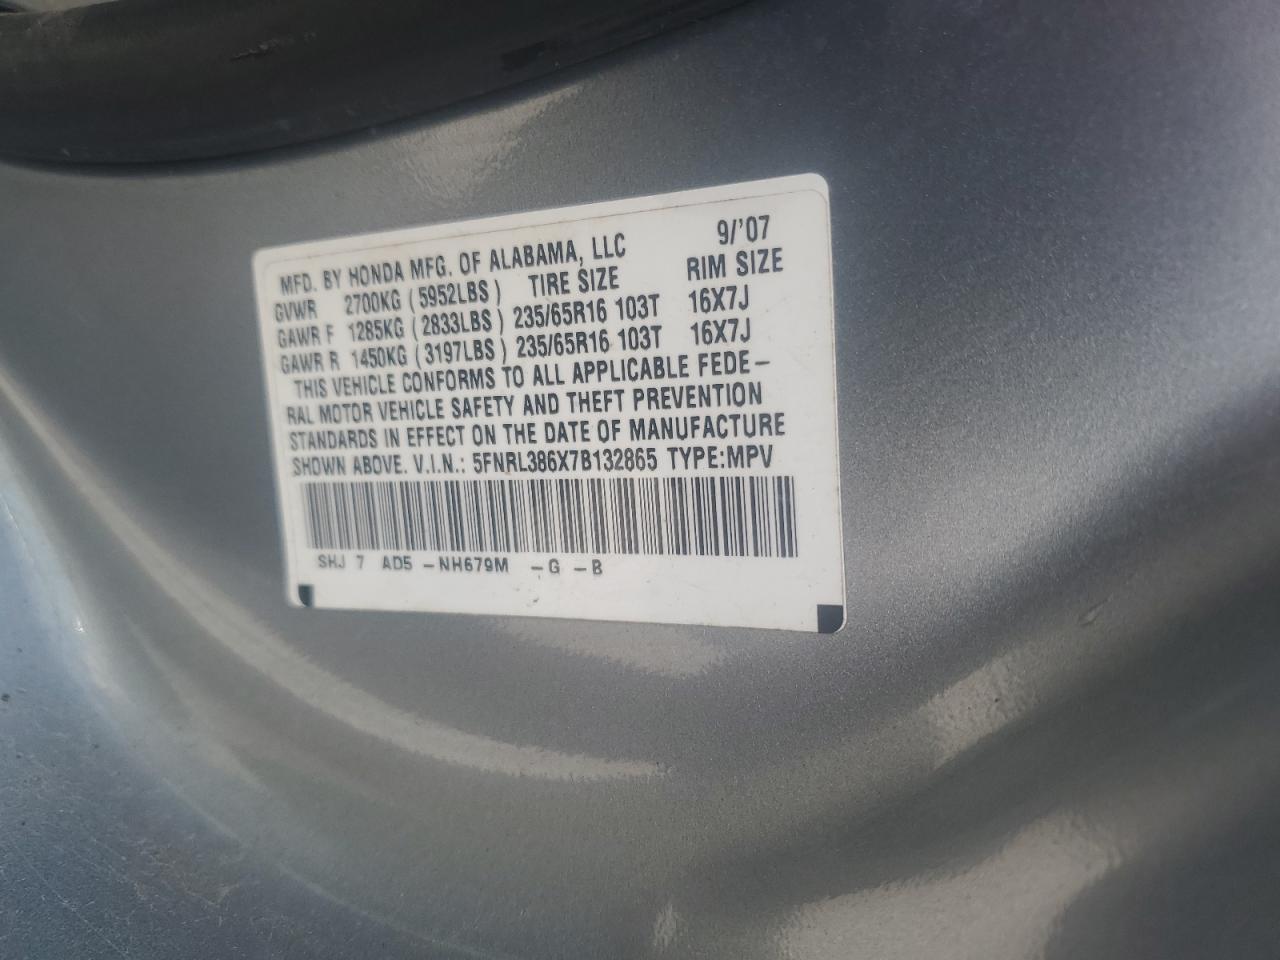 MFD. BY HONDA MFG. OF ALABAMA, LLC 9/'07
GVWR 2700KG (5952LBS) TIRE SIZE RIM SIZE
GAWR F 1285KG (2833LBS) 235/65R16 103T 16X7J
GAWR R 1450KG (3197LBS) 235/65R16 103T 16X7J
THIS VEHICLE CONFORMS TO ALL APPLICABLE FEDE-
RAL MOTOR VEHICLE SAFETY AND THEFT PREVENTION
STANDARDS IN EFFECT ON THE DATE OF MANUFACTURE
SHOWN ABOVE. V.I.N.: 5FNRL386X7B132865 TYPE:MPV
SHJ 7 AD5 -NH679M -G -B